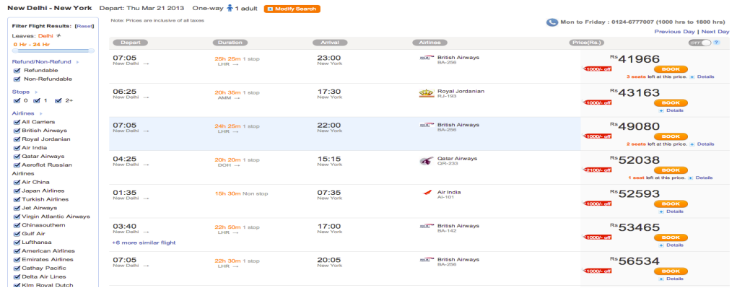 New Delhi - New York Depart: Thu Mar 21 2013 One-way 1 adult Modify Search
Note: Prices are inclusive of all taxes
Mon to Friday : 0124-6777007 (1000 hrs to 1800 hrs)
Previous Day | Next Day
Filter Flight Results: [Reset]
Leaves: Delhi
0 Hr - 24 Hr
Refund/Non-Refund
Refundable
Non-Refundable
Stops
0 1 2+
Airlines
All Carriers
British Airways
Royal Jordanian
Air India
Qatar Airways
Aeroflot Russian
Airlines
Air China
Japan Airlines
Turkish Airlines
Jet Airways
Virgin Atlantic Airways
Chinasouthern
Gulf Air
Lufthansa
American Airlines
Emirates Airlines
Cathay Pacific
Delta Air Lines
Klm Royal Dutch
Depart Duration Arrival Airlines Price(Rs.) OFF
07:05 25h 25m 1 stop 23:00 British Airways Rs 41966
New Delhi → LHR → New York BA-256 -1000/- off BOOK
3 seats left at this price. Details
06:25 20h 35m 1 stop 17:30 Royal Jordanian Rs 43163
New Delhi → AMM → New York RJ-193 BOOK
Details
07:05 24h 25m 1 stop 22:00 British Airways Rs 49080
New Delhi → LHR → New York BA-256 -1000/- off BOOK
2 seats left at this price. Details
04:25 20h 20m 1 stop 15:15 Qatar Airways Rs 52038
New Delhi → DOH → New York QR-233 -2100/- off BOOK
1 seat left at this price. Details
01:35 15h 30m Non stop 07:35 Air India Rs 52593
New Delhi → New York AI-101 -1000/- off BOOK
Details
03:40 22h 50m 1 stop 17:00 British Airways Rs 53465
New Delhi → LHR → New York BA-142 -1000/- off BOOK
+6 more similar flight Details
07:05 22h 30m 1 stop 20:05 British Airways Rs 56534
New Delhi → LHR → New York BA-256 -1000/- off BOOK
Details